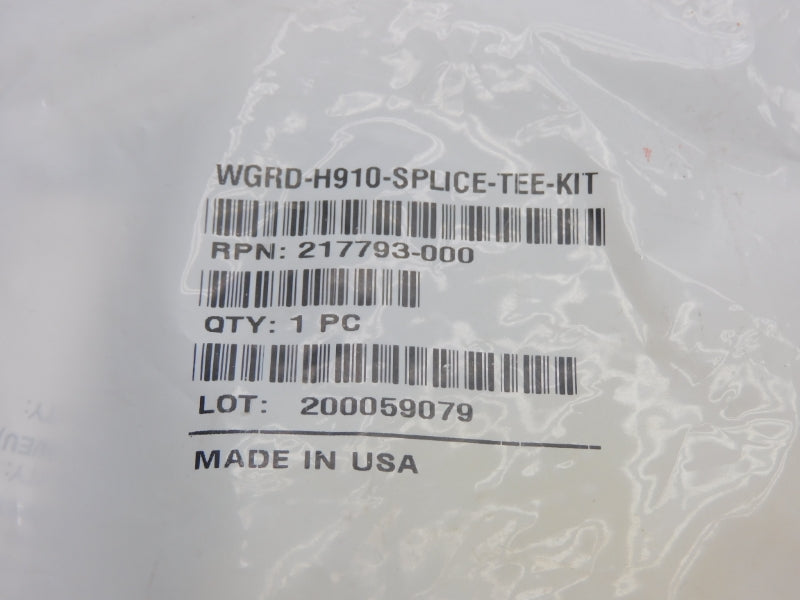 WGRD-H910-SPLICE-TEE-KIT
RPN: 217793-000
QTY: 1 PC
LOT: 200059079
MADE IN USA